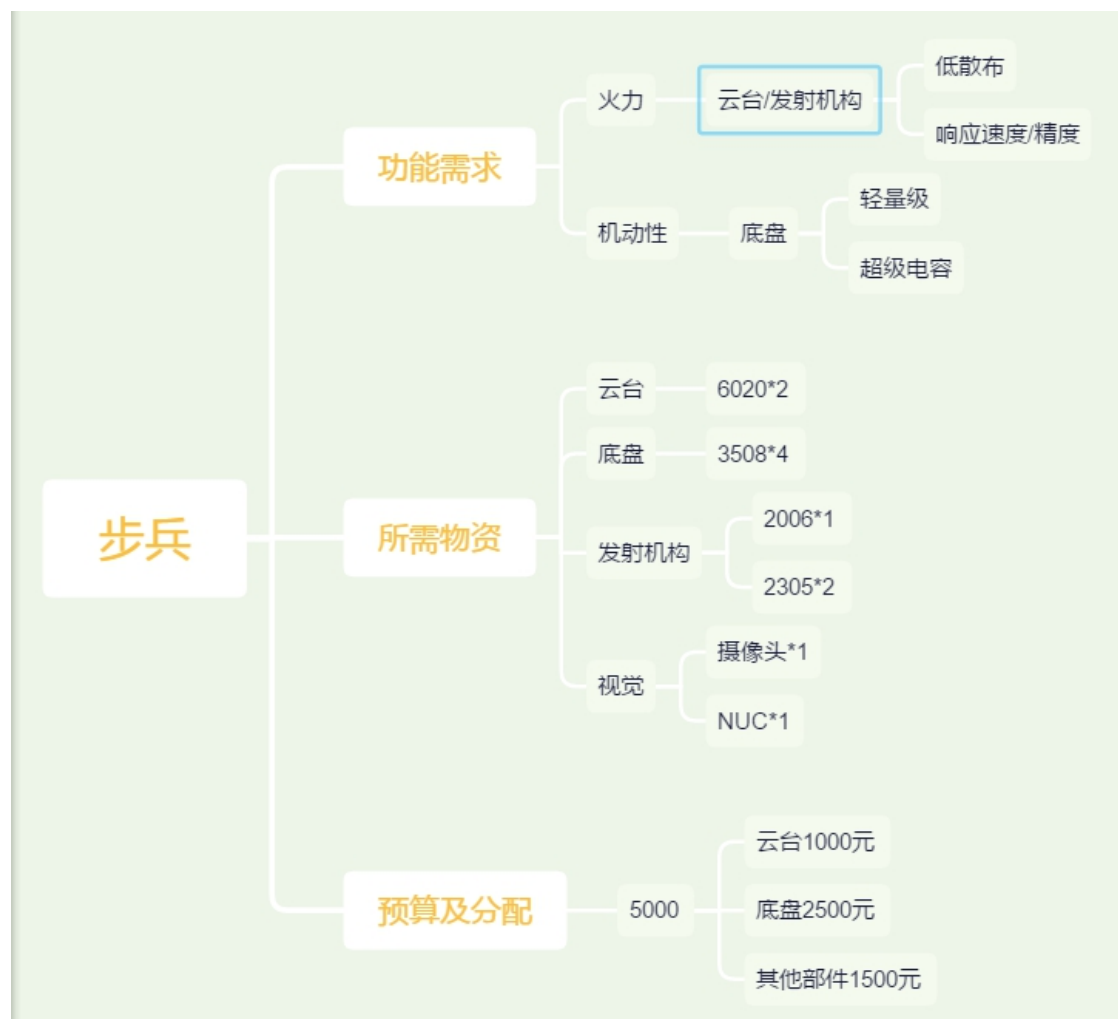 步兵
功能需求
火力
云台/发射机构
低散布
响应速度/精度
机动性
底盘
轻量级
超级电容
所需物资
云台
6020*2
底盘
3508*4
发射机构
2006*1
2305*2
视觉
摄像头*1
NUC*1
预算及分配
5000
云台1000元
底盘2500元
其他部件1500元